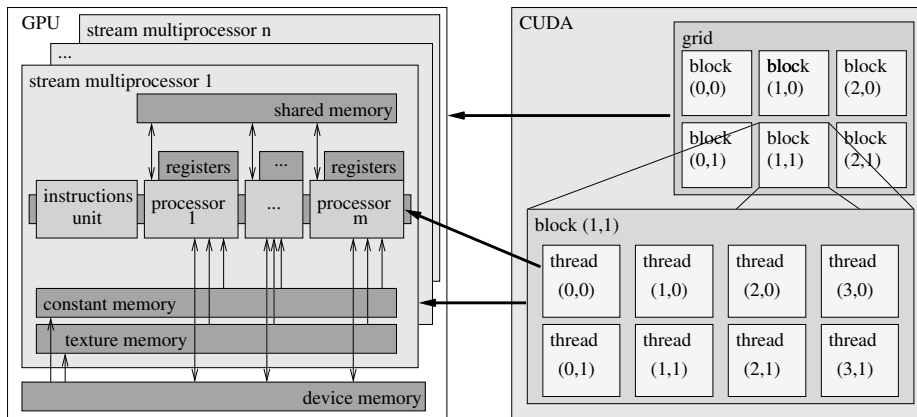 GPU
stream multiprocessor n
...
stream multiprocessor 1
shared memory
registers
...
registers
instructions
unit
processor
1
...
processor
m
constant memory
texture memory
device memory
CUDA
grid
block
(0,0)
block
(1,0)
block
(2,0)
block
(0,1)
block
(1,1)
block
(2,1)
block (1,1)
thread
(0,0)
thread
(1,0)
thread
(2,0)
thread
(3,0)
thread
(0,1)
thread
(1,1)
thread
(2,1)
thread
(3,1)